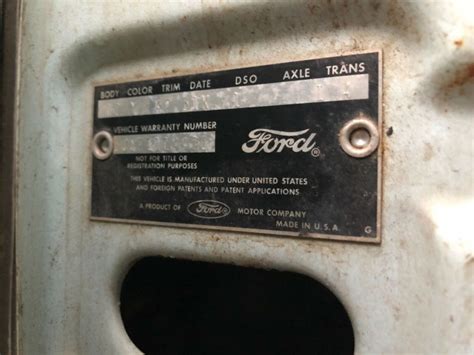 BODY COLOR TRIM DATE DSO AXLE TRANS
VEHICLE WARRANTY NUMBER
Ford®
NOT FOR TITLE OR
REGISTRATION PURPOSES
THIS VEHICLE IS MANUFACTURED UNDER UNITED STATES
AND FOREIGN PATENTS AND PATENT APPLICATIONS
A PRODUCT OF Ford® MOTOR COMPANY
MADE IN U.S.A.
G